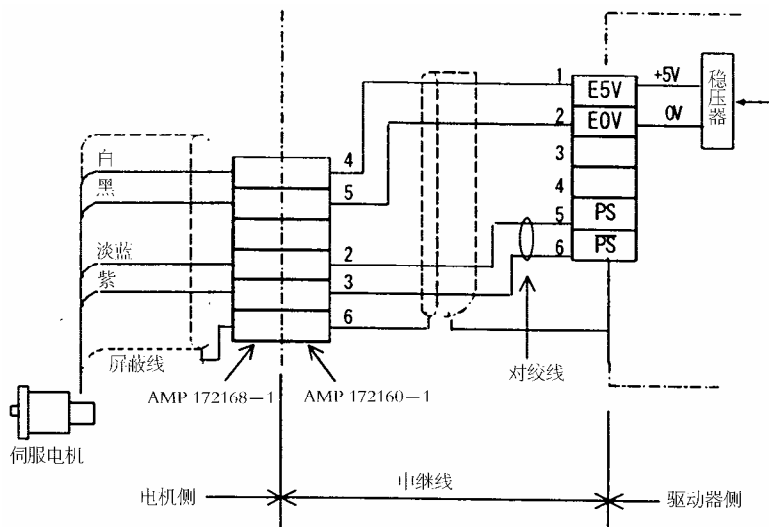 1
E5V
+5V
稳压器
2
E0V
0V
3
4
5
PS
6
PS
白
4
黑
5
淡蓝
2
紫
3
6
屏蔽线
对绞线
AMP 172168-1
AMP 172160-1
伺服电机
电机侧
中继线
驱动器侧